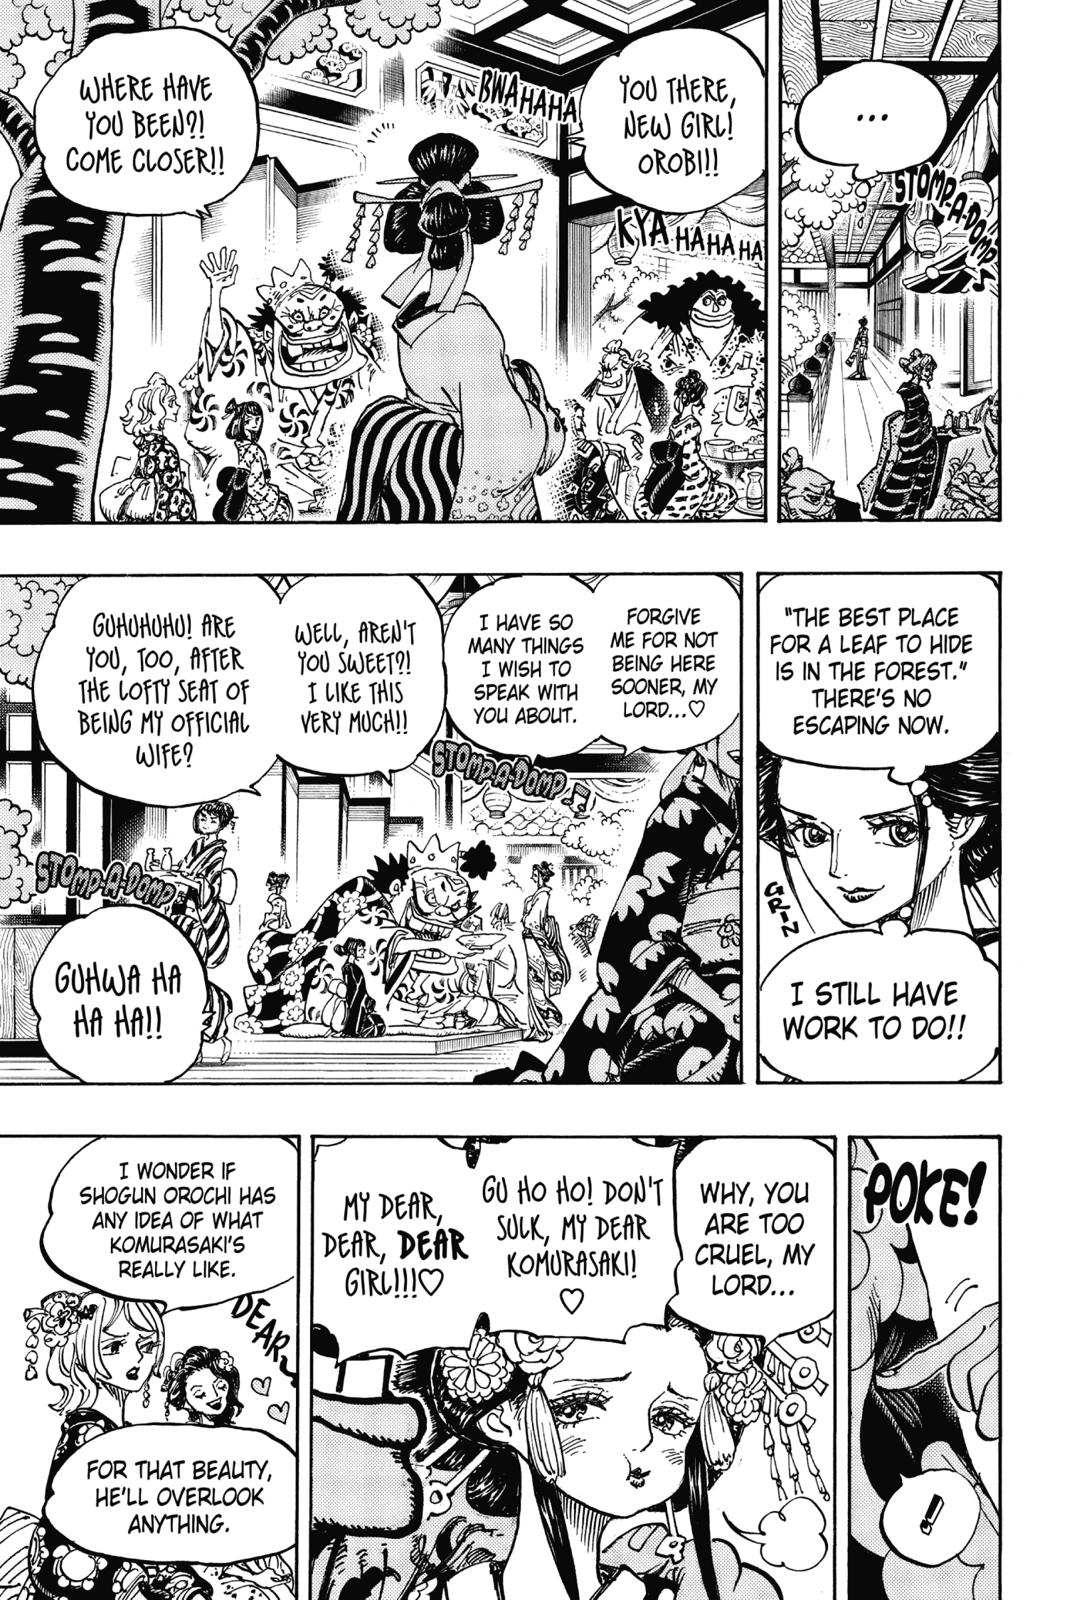 ...
STOMP-A-DOMP
YOU THERE,
NEW GIRL!
OROBI!!
BWAHAHAHA
KYA HAHAHAHA
WHERE HAVE
YOU BEEN?!
COME CLOSER!!
"THE BEST PLACE
FOR A LEAF TO HIDE
IS IN THE FOREST."
THERE'S NO
ESCAPING NOW.
GRIN
I STILL HAVE
WORK TO DO!!
FORGIVE
ME FOR NOT
BEING HERE
SOONER, MY
LORD...♡
I HAVE SO
MANY THINGS
I WISH TO
SPEAK WITH
YOU ABOUT.
WELL, AREN'T
YOU SWEET?!
I LIKE THIS
VERY MUCH!!
GUHUHUHU! ARE
YOU, TOO, AFTER
THE LOFTY SEAT OF
BEING MY OFFICIAL
WIFE?
STOMP-A-DOMP ♫
STOMP-A-DOMP
GUHWA HA
HA HA!!
POKE!
!
WHY, YOU
ARE TOO
CRUEL, MY
LORD...
GU HO HO! DON'T
SULK, MY DEAR
KOMURASAKI!
♡
MY DEAR,
DEAR, DEAR
GIRL!!!♡
I WONDER IF
SHOGUN OROCHI HAS
ANY IDEA OF WHAT
KOMURASAKI'S
REALLY LIKE.
DEAR~
FOR THAT BEAUTY,
HE'LL OVERLOOK
ANYTHING.